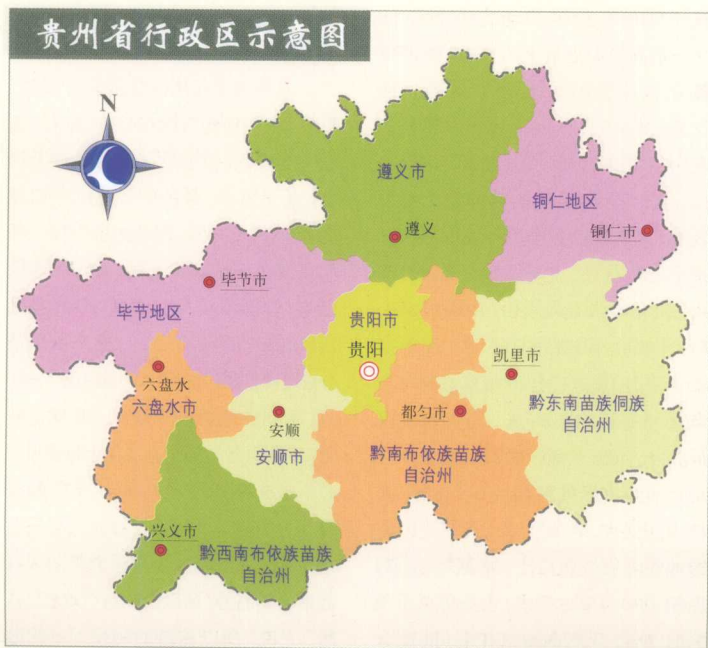 贵州省行政区示意图
N
遵义市
铜仁地区
遵义
铜仁市
毕节市
毕节地区
贵阳市
贵阳
凯里市
六盘水
六盘水市
黔东南苗族侗族
自治州
都匀市
安顺
安顺市
黔南布依族苗族
自治州
兴义市
黔西南布依族苗族
自治州